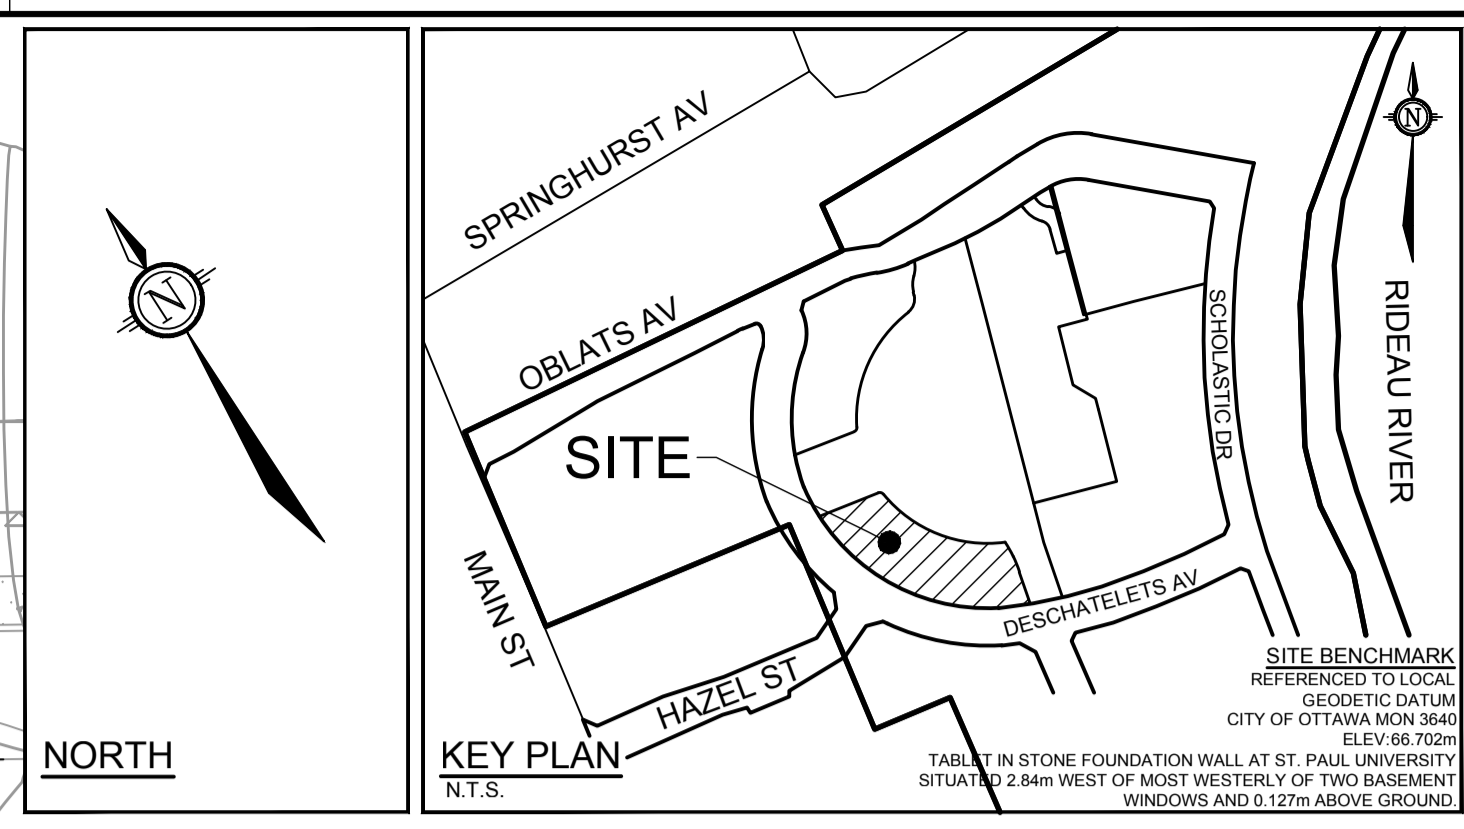 N
NORTH
SPRINGHURST AV
OBLATS AV
SITE
MAIN ST
HAZEL ST
DESCHATELETS AV
SCHOLASTIC DR
RIDEAU RIVER
N
KEY PLAN
N.T.S.
SITE BENCHMARK
REFERENCED TO LOCAL
GEODETIC DATUM
CITY OF OTTAWA MON 3640
ELEV:66.702m
TABLET IN STONE FOUNDATION WALL AT ST. PAUL UNIVERSITY
SITUATED 2.84m WEST OF MOST WESTERLY OF TWO BASEMENT
WINDOWS AND 0.127m ABOVE GROUND.